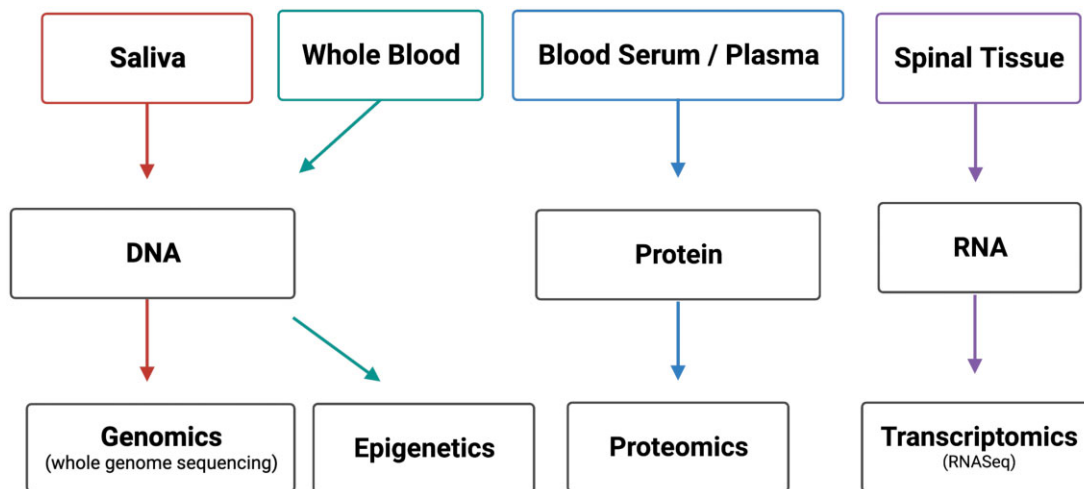 Saliva
Whole Blood
Blood Serum / Plasma
Spinal Tissue
DNA
Protein
RNA
Genomics
(whole genome sequencing)
Epigenetics
Proteomics
Transcriptomics
(RNASeq)